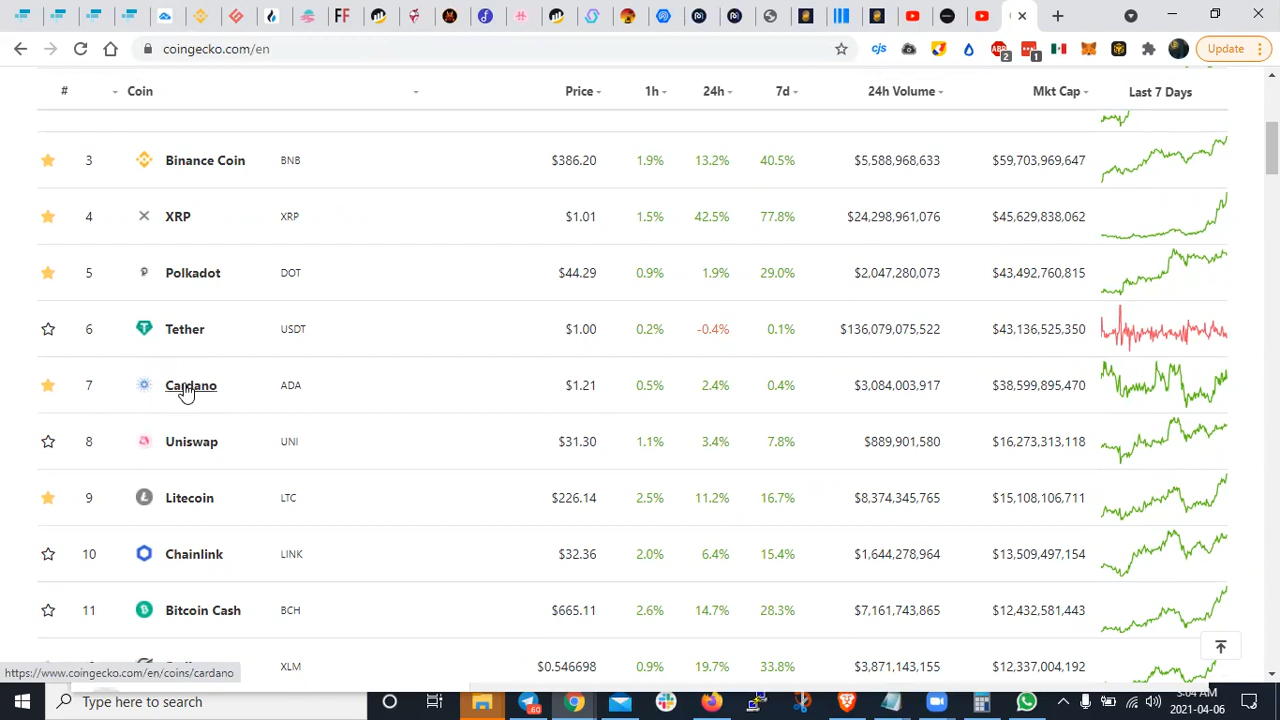 coingecko.com/en
cjs
2
1
Update
# Coin Price 1h 24h 7d 24h Volume Mkt Cap Last 7 Days
3 Binance Coin BNB $386.20 1.9% 13.2% 40.5% $5,588,968,633 $59,703,969,647
4 XRP XRP $1.01 1.5% 42.5% 77.8% $24,298,961,076 $45,629,838,062
5 Polkadot DOT $44.29 0.9% 1.9% 29.0% $2,047,280,073 $43,492,760,815
6 Tether USDT $1.00 0.2% -0.4% 0.1% $136,079,075,522 $43,136,525,350
7 Cardano ADA $1.21 0.5% 2.4% 0.4% $3,084,003,917 $38,599,895,470
8 Uniswap UNI $31.30 1.1% 3.4% 7.8% $889,901,580 $16,273,313,118
9 Litecoin LTC $226.14 2.5% 11.2% 16.7% $8,374,345,765 $15,108,106,711
10 Chainlink LINK $32.36 2.0% 6.4% 15.4% $1,644,278,964 $13,509,497,154
11 Bitcoin Cash BCH $665.11 2.6% 14.7% 28.3% $7,161,743,865 $12,432,581,443
XLM $0.546698 0.9% 19.7% 33.8% $3,871,143,155 $12,337,004,192
https://www.coingecko.com/en/coins/cardano
Type here to search
60
3:04 AM
2021-04-06